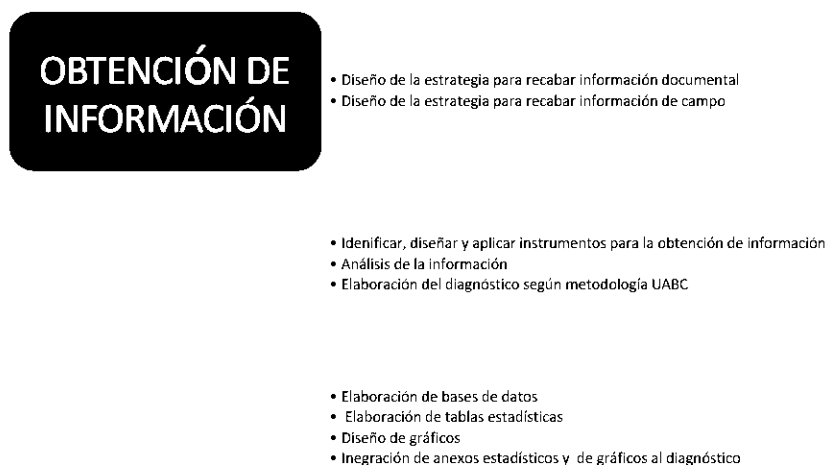 OBTENCIÓN DE
INFORMACIÓN
• Diseño de la estrategia para recabar información documental
• Diseño de la estrategia para recabar información de campo
• Idenificar, diseñar y aplicar instrumentos para la obtención de información
• Análisis de la información
• Elaboración del diagnóstico según metodología UABC
• Elaboración de bases de datos
• Elaboración de tablas estadísticas
• Diseño de gráficos
• Inegración de anexos estadísticos y de gráficos al diagnóstico